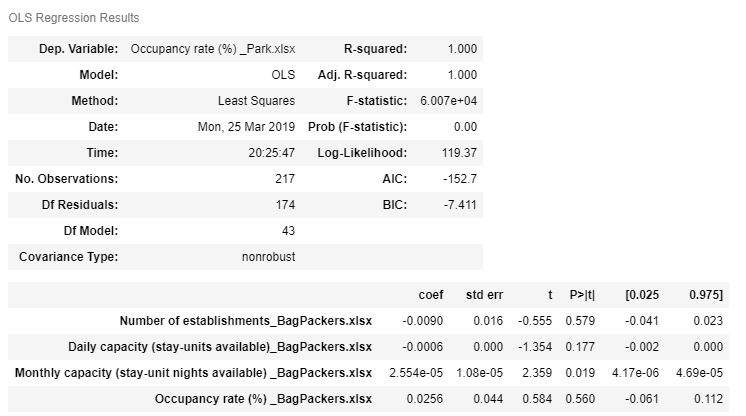 OLS Regression Results
Dep. Variable: Occupancy rate (%) _Park.xlsx R-squared: 1.000
Model: OLS Adj. R-squared: 1.000
Method: Least Squares F-statistic: 6.007e+04
Date: Mon, 25 Mar 2019 Prob (F-statistic): 0.00
Time: 20:25:47 Log-Likelihood: 119.37
No. Observations: 217 AIC: -152.7
Df Residuals: 174 BIC: -7.411
Df Model: 43
Covariance Type: nonrobust
coef std err t P>|t| [0.025 0.975]
Number of establishments_BagPackers.xlsx -0.0090 0.016 -0.555 0.579 -0.041 0.023
Daily capacity (stay-units available)_BagPackers.xlsx -0.0006 0.000 -1.354 0.177 -0.002 0.000
Monthly capacity (stay-unit nights available) _BagPackers.xlsx 2.554e-05 1.08e-05 2.359 0.019 4.17e-06 4.69e-05
Occupancy rate (%) _BagPackers.xlsx 0.0256 0.044 0.584 0.560 -0.061 0.112